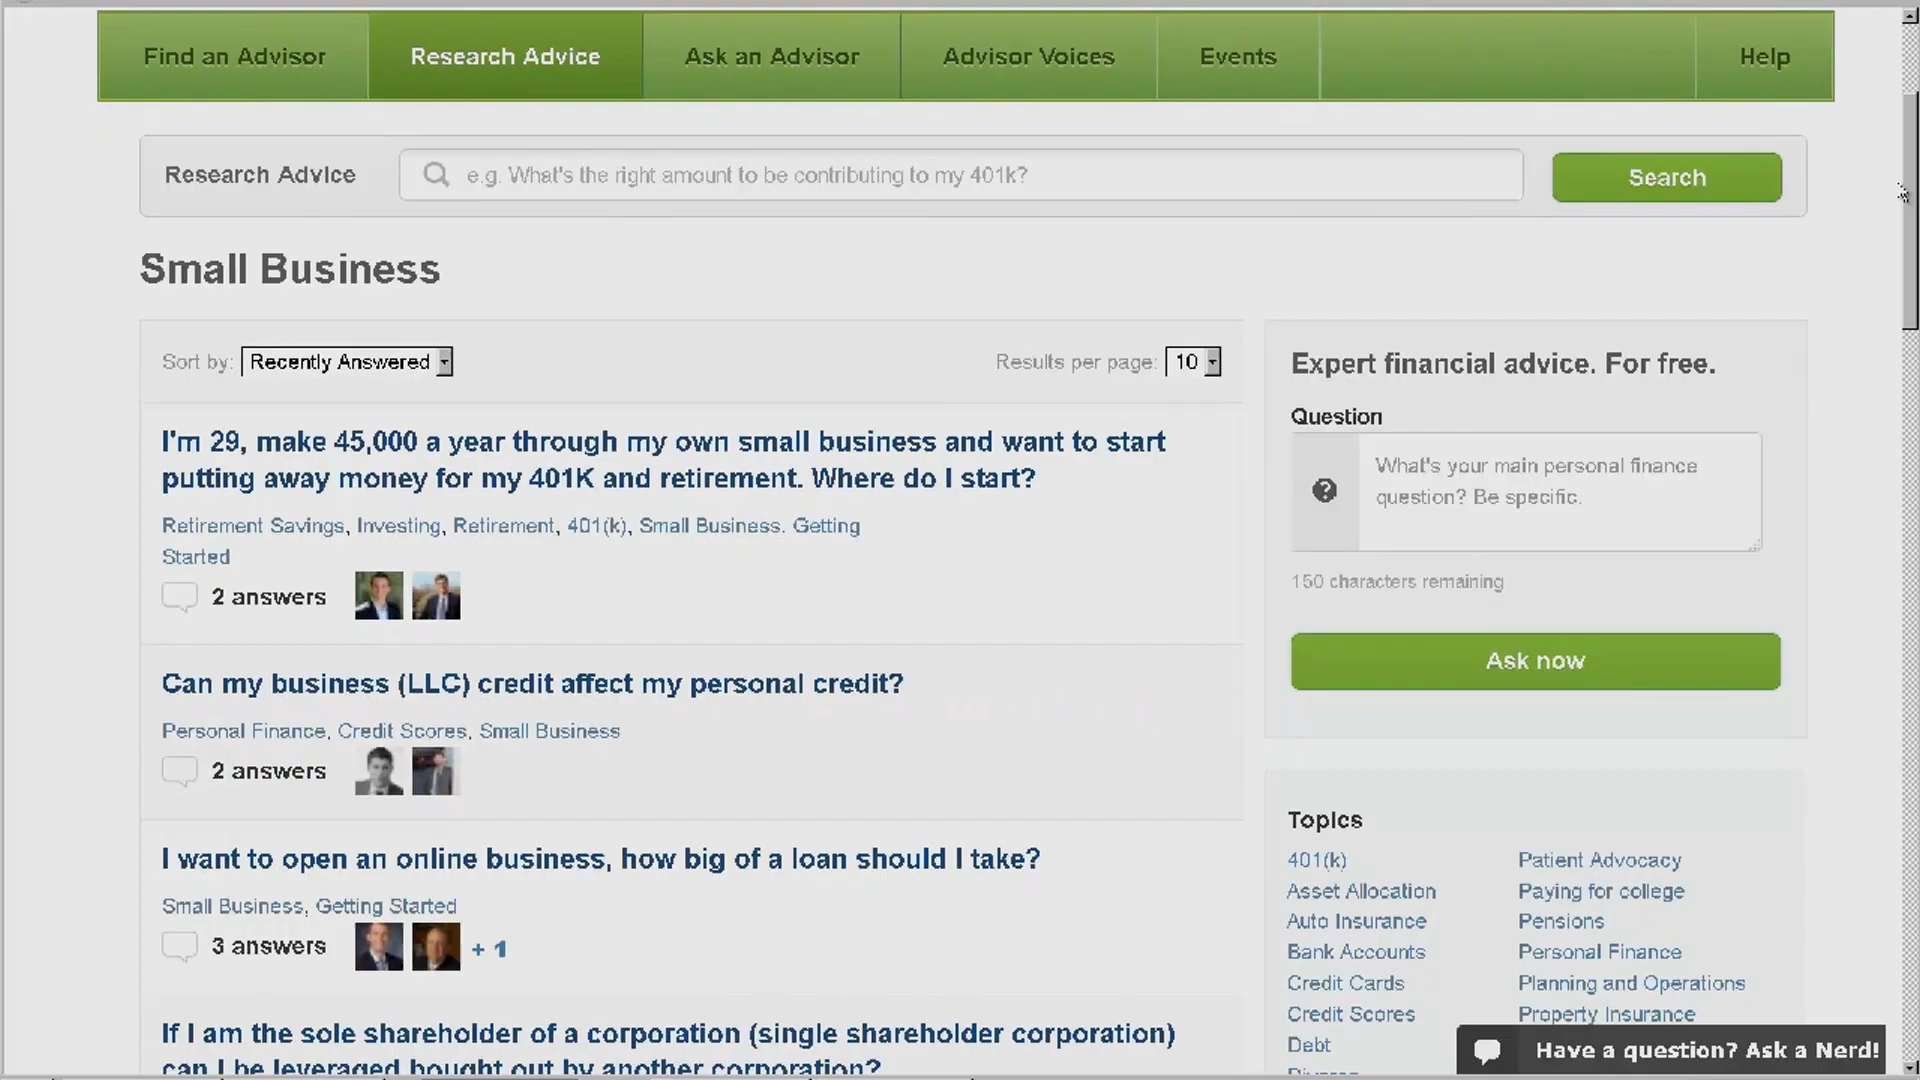 Find an Advisor
Research Advice
Ask an Advisor
Advisor Voices
Events
Help
Research Advice
e.g. What's the right amount to be contributing to my 401k?
Search
Small Business
Sort by: Recently Answered
Results per page: 10
I'm 29, make 45,000 a year through my own small business and want to start
putting away money for my 401K and retirement. Where do I start?
Retirement Savings, Investing, Retirement, 401(k), Small Business. Getting
Started
2 answers
Can my business (LLC) credit affect my personal credit?
Personal Finance, Credit Scores, Small Business
2 answers
I want to open an online business, how big of a loan should I take?
Small Business, Getting Started
3 answers
+ 1
If I am the sole shareholder of a corporation (single shareholder corporation)
can I be leveraged bought out by another corporation?
Expert financial advice. For free.
Question
What's your main personal finance
question? Be specific.
150 characters remaining
Ask now
Topics
401(k)
Asset Allocation
Auto Insurance
Bank Accounts
Credit Cards
Credit Scores
Debt
Patient Advocacy
Paying for college
Pensions
Personal Finance
Planning and Operations
Property Insurance
Have a question? Ask a Nerd!